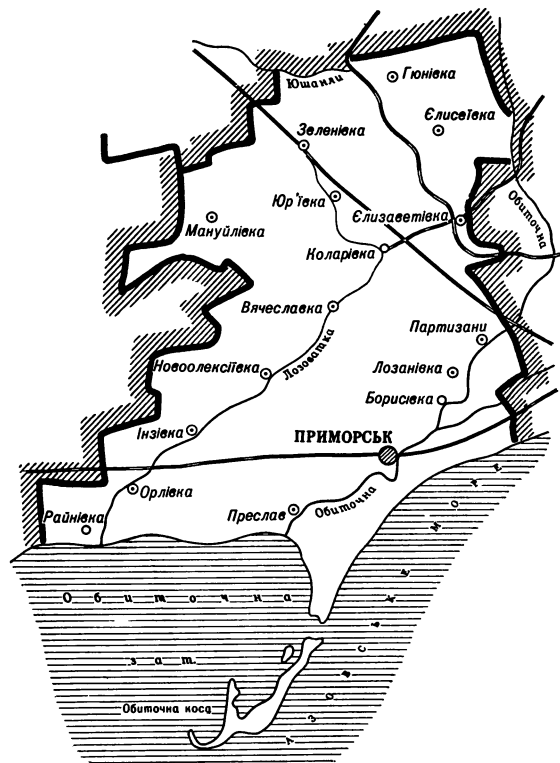 Юшанли
Гюнівка
Єлисеївка
Зеленівка
Юр'ївка
Обиточна
Мануйлівка
Єлизаветівка
Коларівка
Вячеславка
Партизани
Лозоватка
Новоолексіївка
Лозанівка
Борисівка
Інзівка
ПРИМОРСЬК
Орлівка
Преслав
Обиточна
Райнівка
Обиточна
зат.
Обиточна коса
АЗОВСЬКЕ МОРЕ